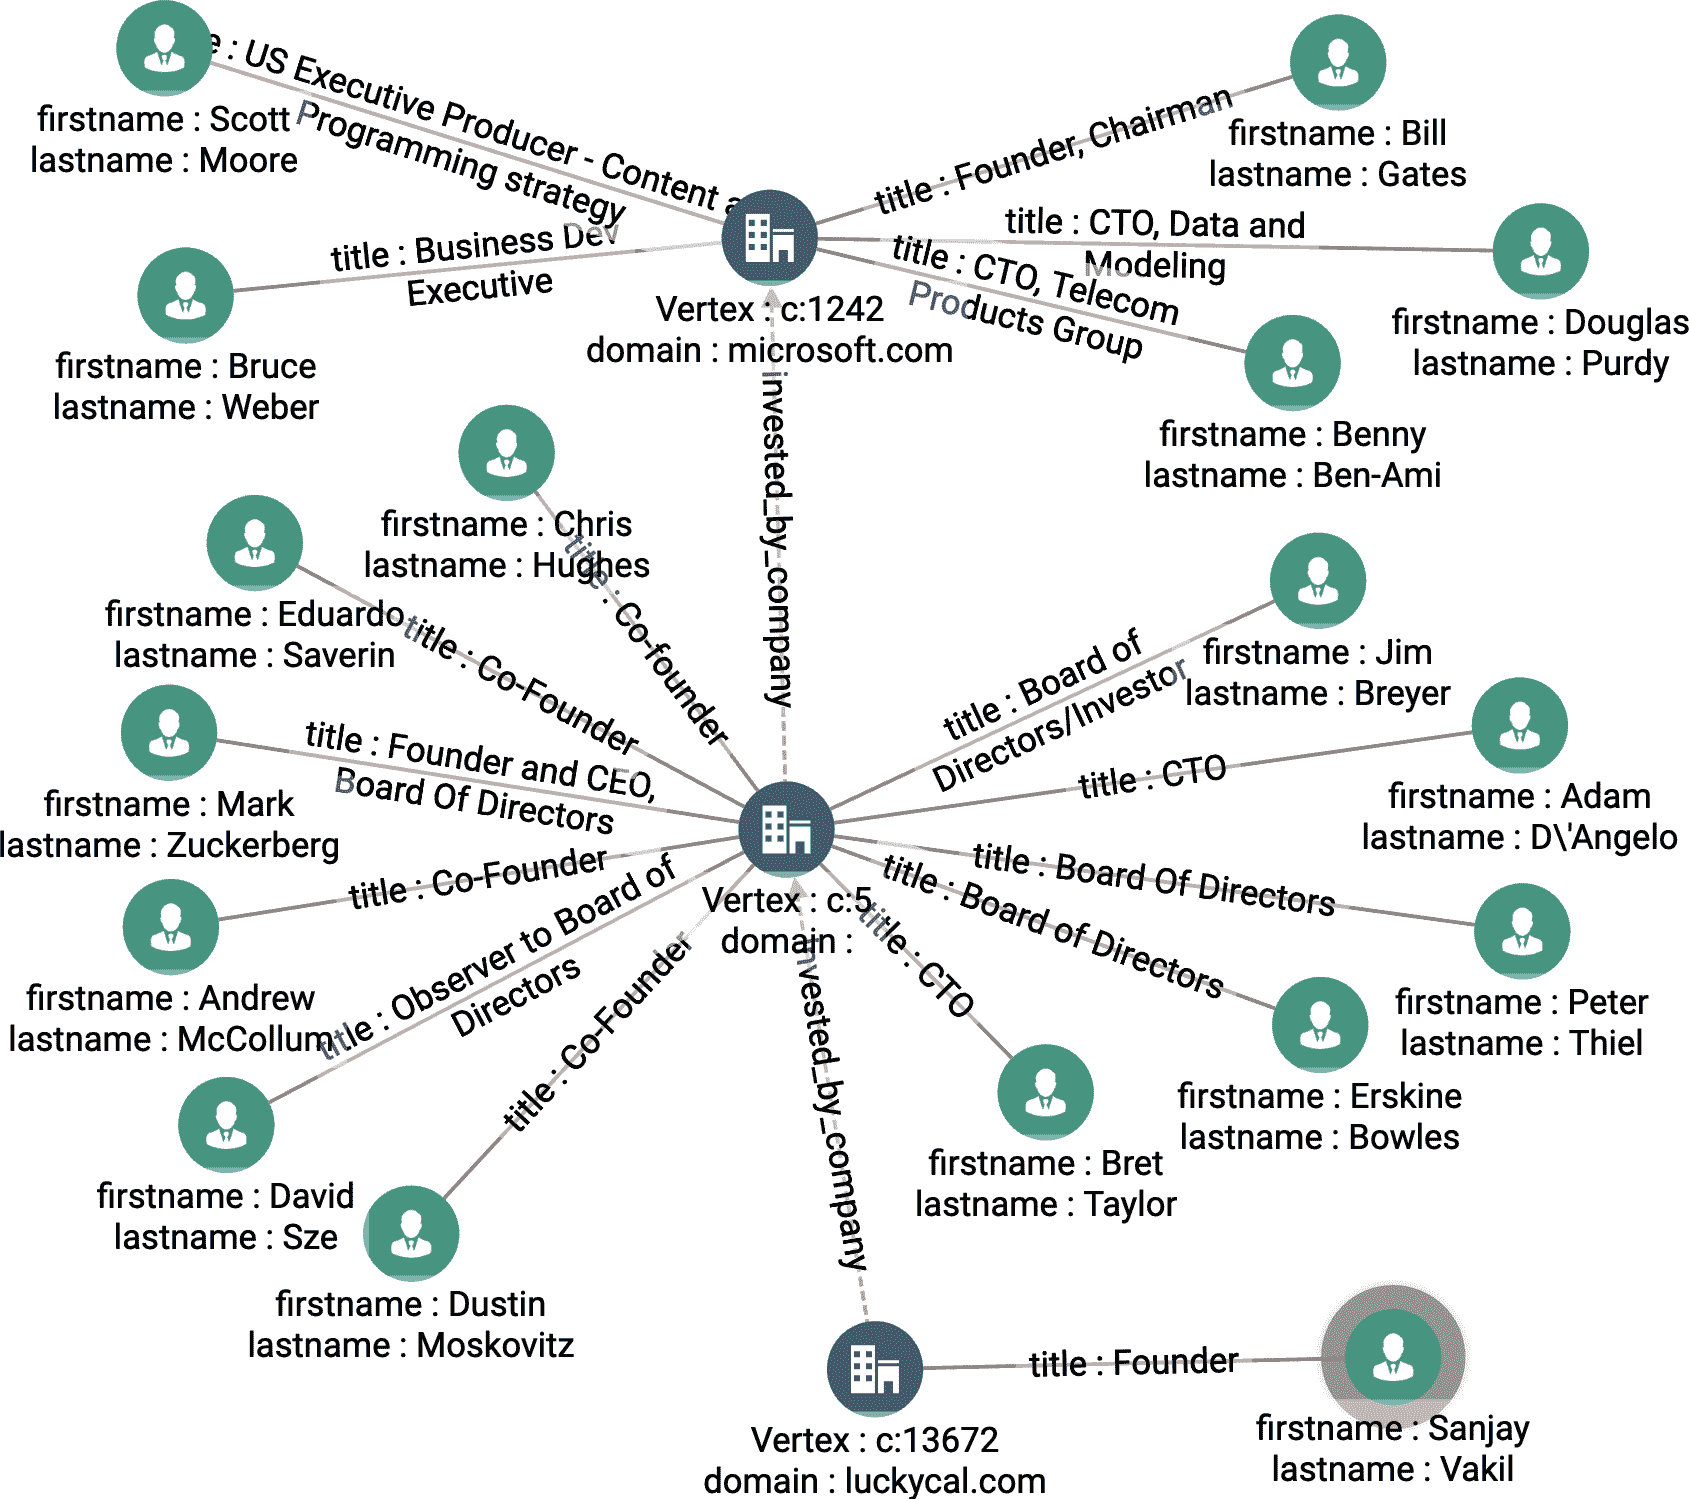 e : US Executive Producer - Content a
Programming strategy
firstname : Scott
lastname : Moore
title : Founder, Chairman
firstname : Bill
lastname : Gates
title : Business Dev
Executive
firstname : Bruce
lastname : Weber
title : CTO, Data and
Modeling
firstname : Douglas
lastname : Purdy
title : CTO, Telecom
Products Group
firstname : Benny
lastname : Ben-Ami
Vertex : c:1242
domain : microsoft.com
invested_by_company
firstname : Chris
lastname : Hughes
title : Co-founder
firstname : Eduardo
lastname : Saverin
title : Co-Founder
title : Board of
Directors/Investor
firstname : Jim
lastname : Breyer
title : Founder and CEO,
Board Of Directors
firstname : Mark
lastname : Zuckerberg
title : CTO
firstname : Adam
lastname : D\'Angelo
title : Co-Founder
firstname : Andrew
lastname : McCollum
Vertex : c:5
domain :
title : Board Of Directors
firstname : Peter
lastname : Thiel
title : Board of Directors
firstname : Erskine
lastname : Bowles
title : Observer to Board of
Directors
firstname : David
lastname : Sze
title : Co-Founder
firstname : Dustin
lastname : Moskovitz
title : CTO
firstname : Bret
lastname : Taylor
invested_by_company
title : Founder
firstname : Sanjay
lastname : Vakil
Vertex : c:13672
domain : luckycal.com